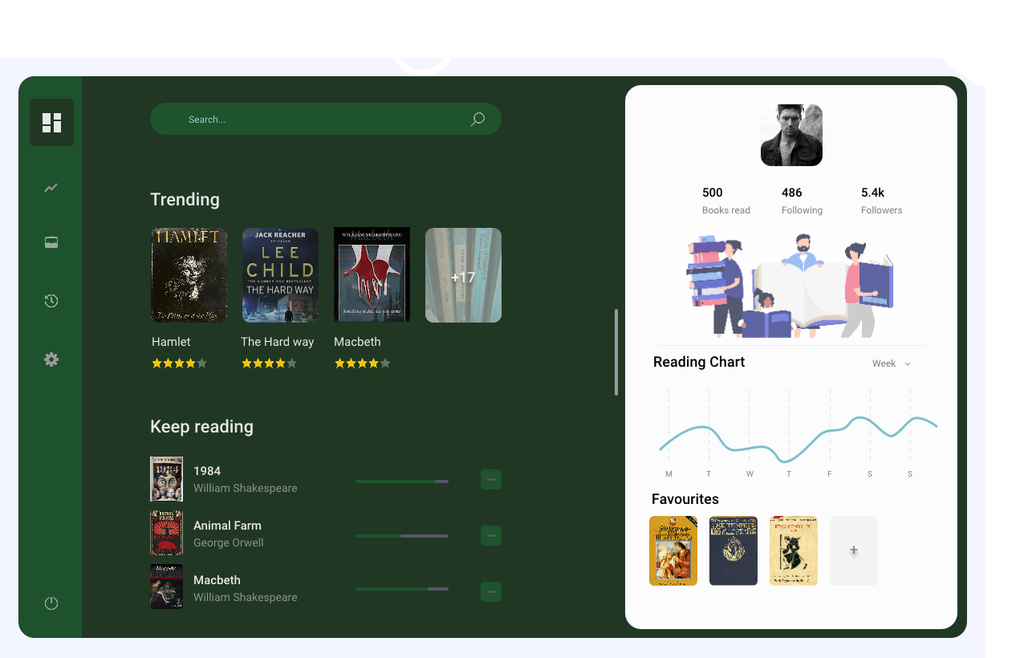 Search...
Trending
HAMLET
JACK REACHER
LEE
CHILD
THE HARD WAY
WILLIAM SHAKESPEARE
Macbeth
+17
Hamlet
The Hard way
Macbeth
Keep reading
1984
William Shakespeare
...
Animal Farm
George Orwell
...
Macbeth
William Shakespeare
...
500
486
5.4k
Books read
Following
Followers
Reading Chart
Week
M T W T F S S
Favourites
+